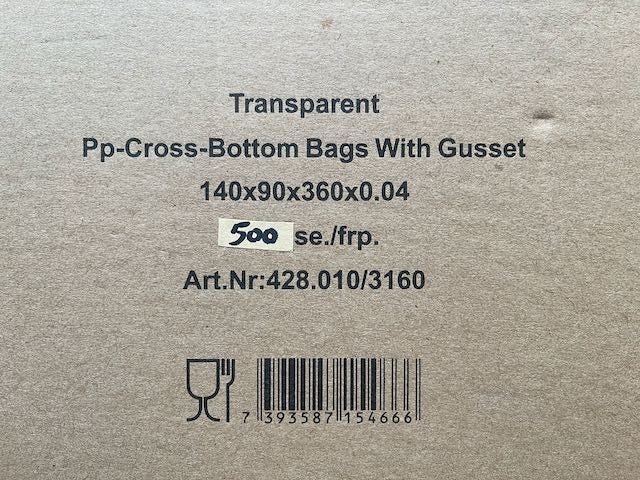 Transparent
Pp-Cross-Bottom Bags With Gusset
140x90x360x0.04
500 se./frp.
Art.Nr:428.010/3160
7 393587 154666